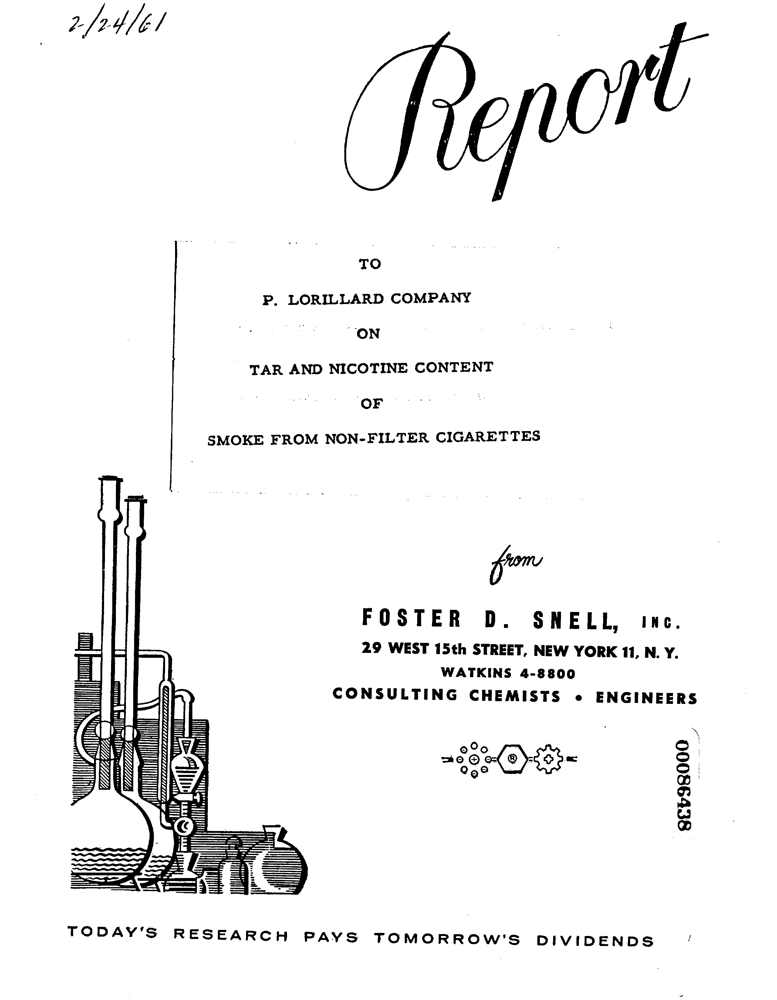 2/24/61
Report
TO
P. LORILLARD COMPANY
ON
TAR AND NICOTINE CONTENT
OF
SMOKE FROM NON-FILTER CIGARETTES
from
FOSTER D. SNELL, INC.
29 WEST 15th STREET, NEW YORK 11, N. Y.
WATKINS 4-8800
CONSULTING CHEMISTS • ENGINEERS
00086438
TODAY'S RESEARCH PAYS TOMORROW'S DIVIDENDS